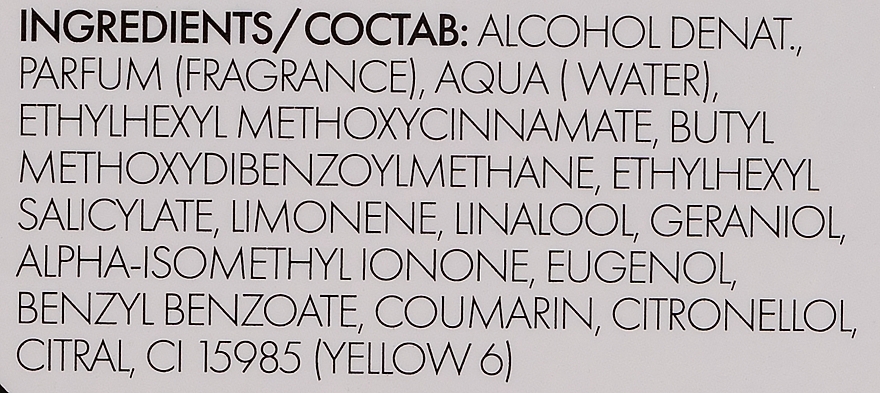 INGREDIENTS/СОСТАВ: ALCOHOL DENAT.,
PARFUM (FRAGRANCE), AQUA ( WATER),
ETHYLHEXYL METHOXYCINNAMATE, BUTYL
METHOXYDIBENZOYLMETHANE, ETHYLHEXYL
SALICYLATE, LIMONENE, LINALOOL, GERANIOL,
ALPHA-ISOMETHYL IONONE, EUGENOL,
BENZYL BENZOATE, COUMARIN, CITRONELLOL,
CITRAL, CI 15985 (YELLOW 6)